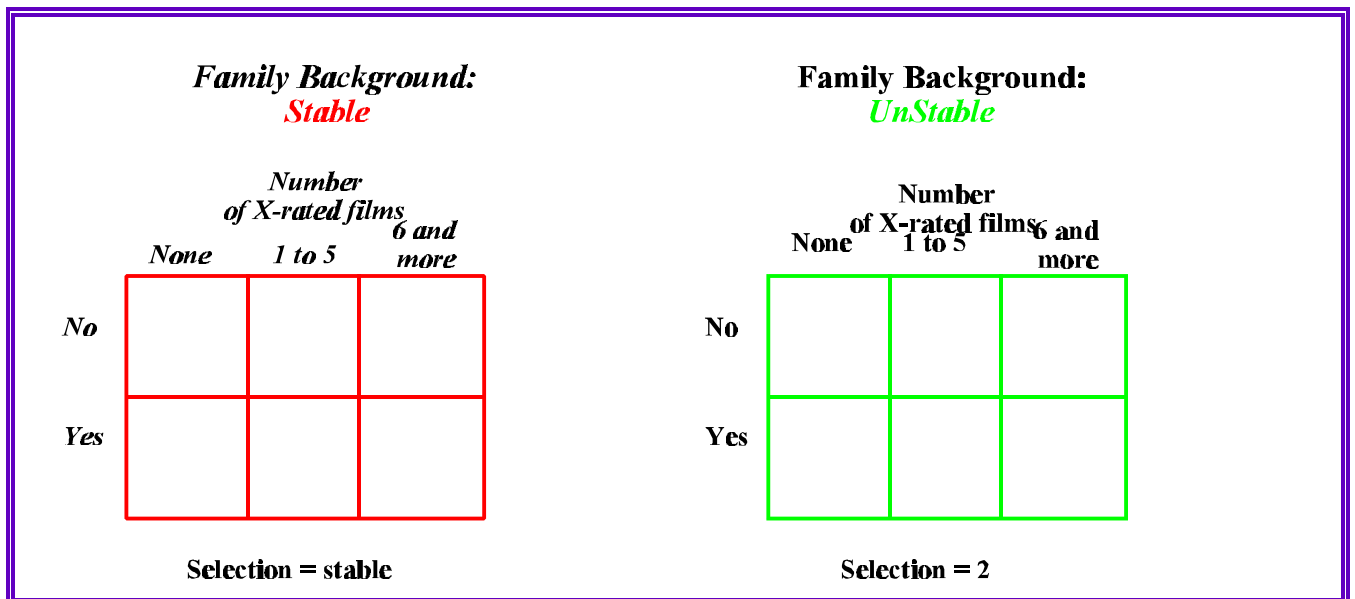 Family Background:
Stable
Number
of X-rated films
None
1 to 5
6 and
more
No
Yes
Selection = stable
Family Background:
UnStable
Number
of X-rated films
None
1 to 5
6 and
more
No
Yes
Selection = 2